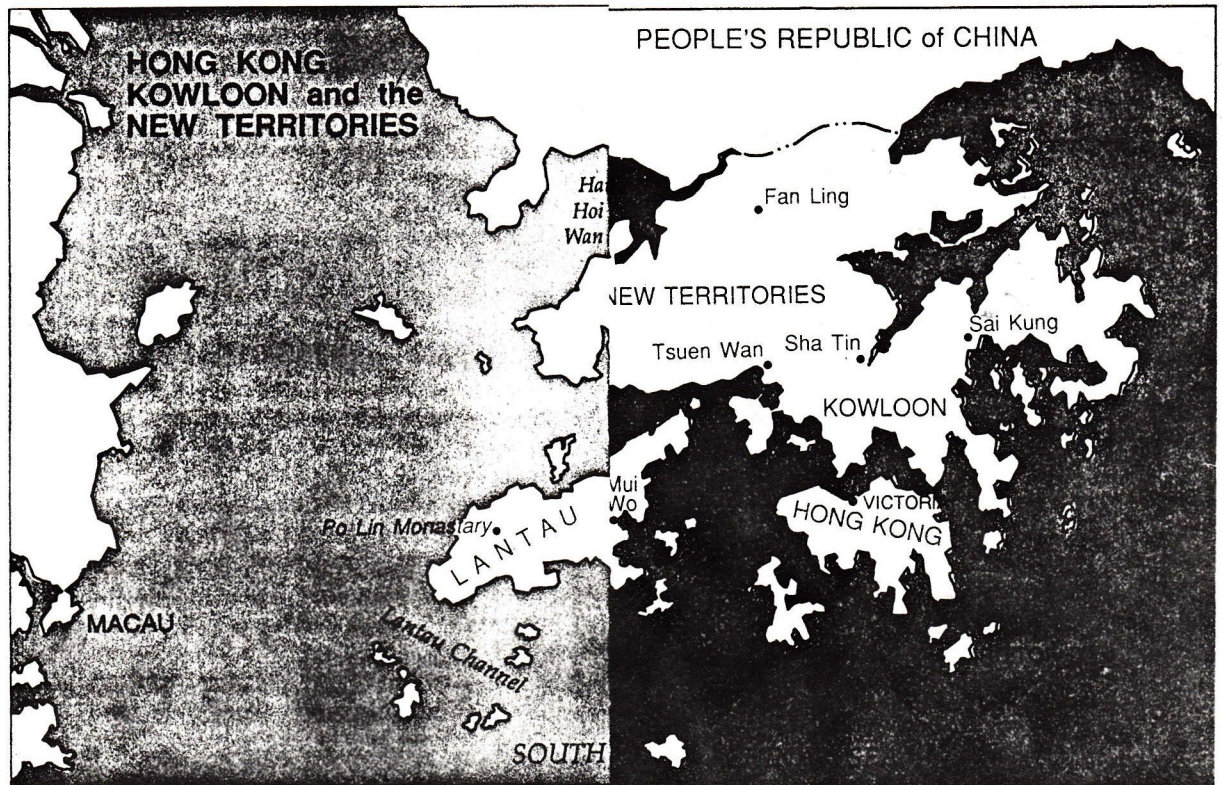 HONG KONG
KOWLOON and the
NEW TERRITORIES
PEOPLE'S REPUBLIC of CHINA
Hau
Hoi
Wan
Fan Ling
NEW TERRITORIES
Tsuen Wan
Sha Tin
Sai Kung
KOWLOON
Mui
Wo
VICTORI
HONG KONG
Po Lin Monastary
LANTAU
MACAU
Lantau Channel
SOUTH